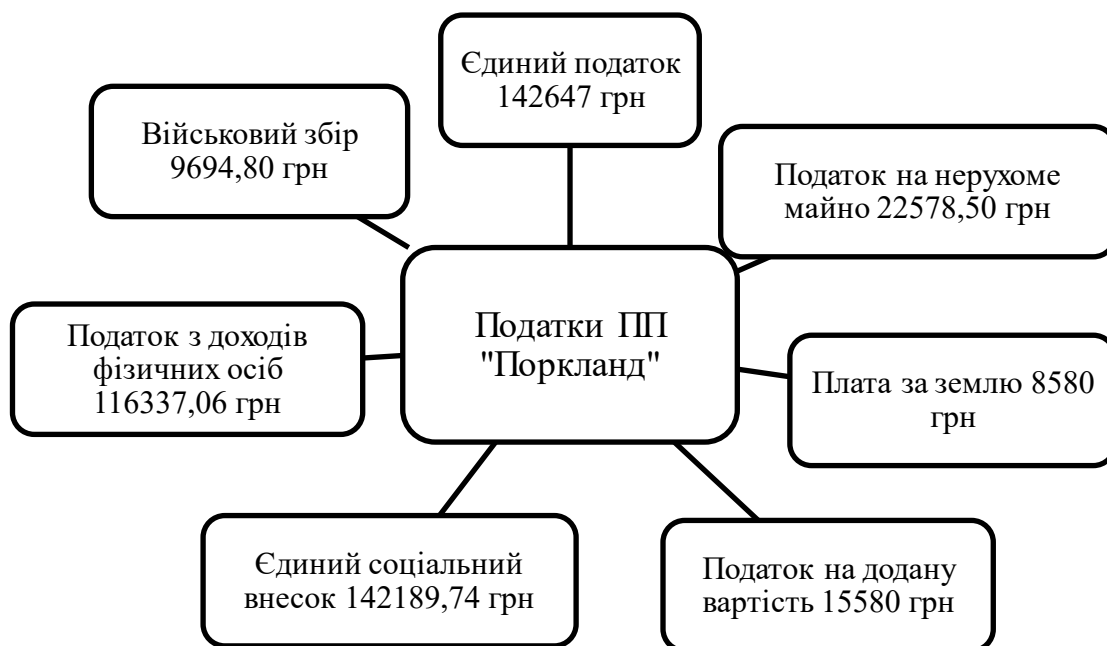 Єдиний податок
142647 грн
Військовий збір
9694,80 грн
Податок на нерухоме
майно 22578,50 грн
Податки ПП
"Поркланд"
Податок з доходів
фізичних осіб
116337,06 грн
Плата за землю 8580
грн
Єдиний соціальний
внесок 142189,74 грн
Податок на додану
вартість 15580 грн